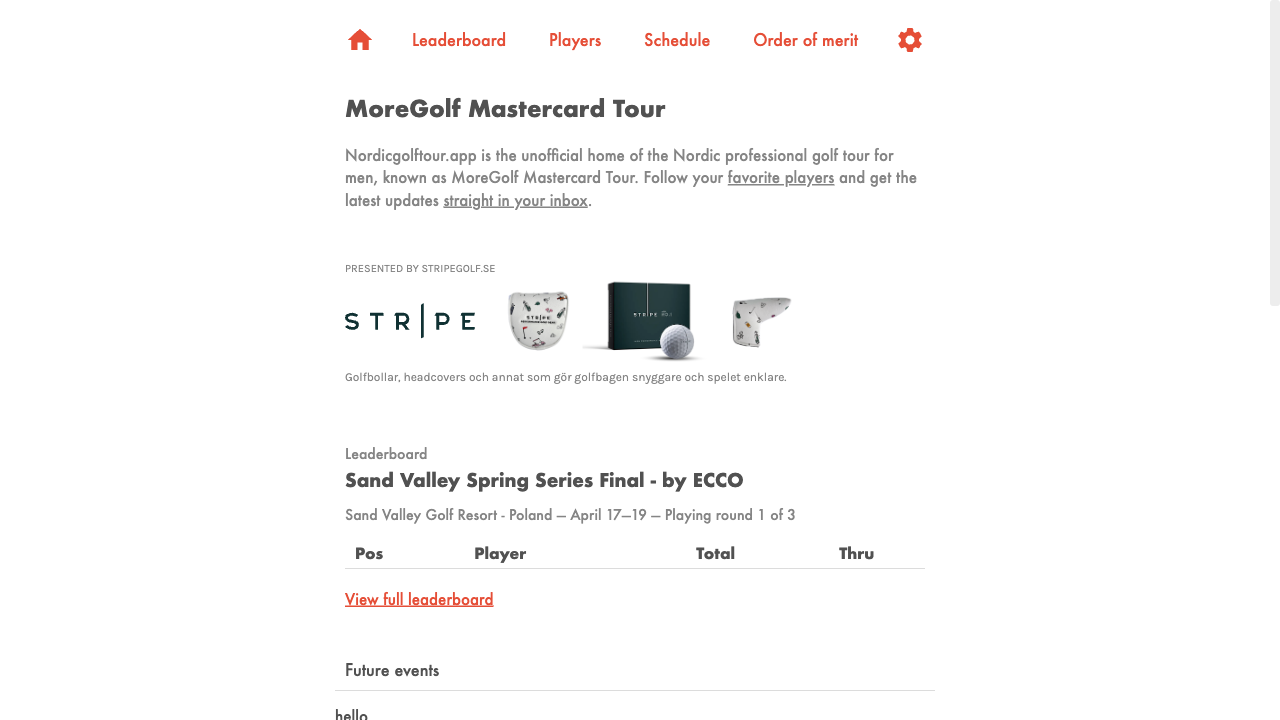 Leaderboard Players Schedule Order of merit
MoreGolf Mastercard Tour
Nordicgolftour.app is the unofficial home of the Nordic professional golf tour for
men, known as MoreGolf Mastercard Tour. Follow your favorite players and get the
latest updates straight in your inbox.
PRESENTED BY STRIPEGOLF.SE
STR|PE
STR|PE
STR|PE
Golfbollar, headcovers och annat som gör golfbagen snyggare och spelet enklare.
Leaderboard
Sand Valley Spring Series Final - by ECCO
Sand Valley Golf Resort - Poland — April 17—19 — Playing round 1 of 3
Pos Player Total Thru
View full leaderboard
Future events
hello